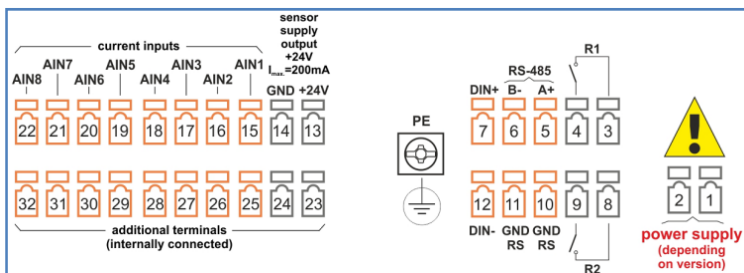 sensor
supply
output
+24V
Imax.=200mA
current inputs
AIN8 AIN7 AIN6 AIN5 AIN4 AIN3 AIN2 AIN1
GND +24V
22 21 20 19 18 17 16 15 14 13
32 31 30 29 28 27 26 25 24 23
additional terminals
(internally connected)
PE
R1
RS-485
DIN+ B- A+
7 6 5 4 3
12 11 10 9 8
DIN- GND GND
RS RS
R2
!
2 1
power supply
(depending
on version)